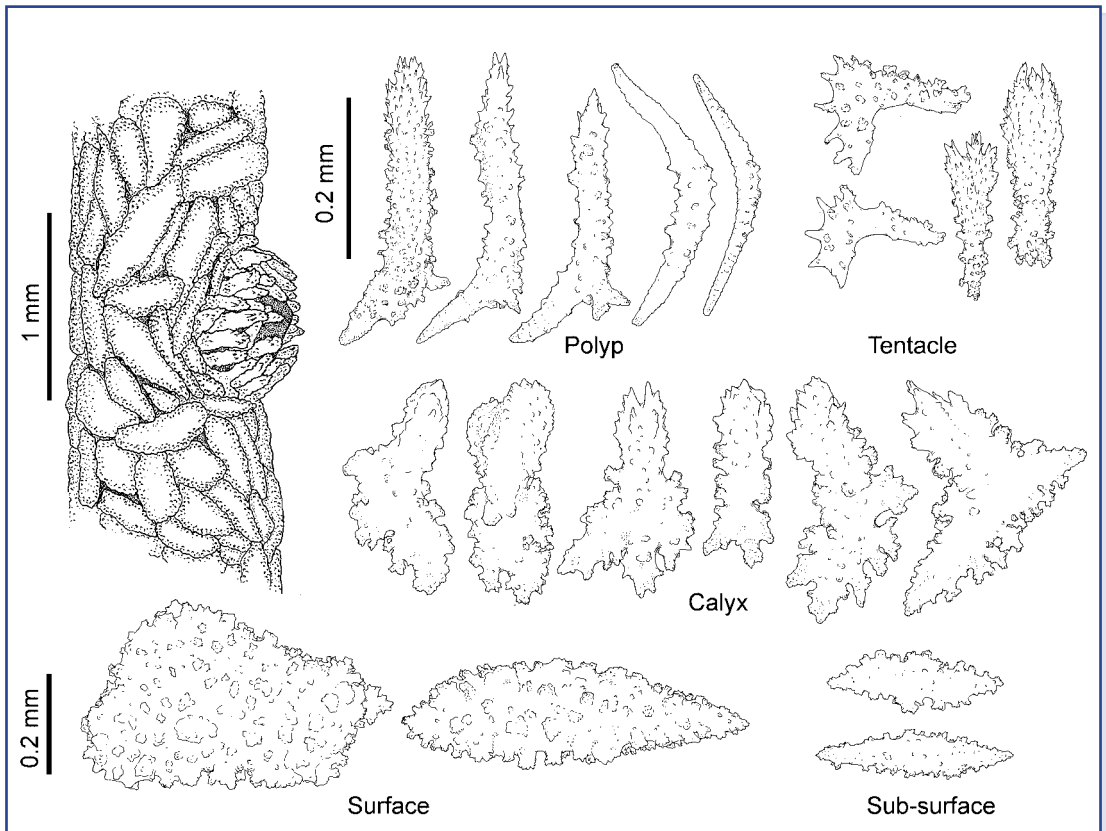 1 mm
0.2 mm
Polyp
Tentacle
Calyx
0.2 mm
Surface
Sub-surface